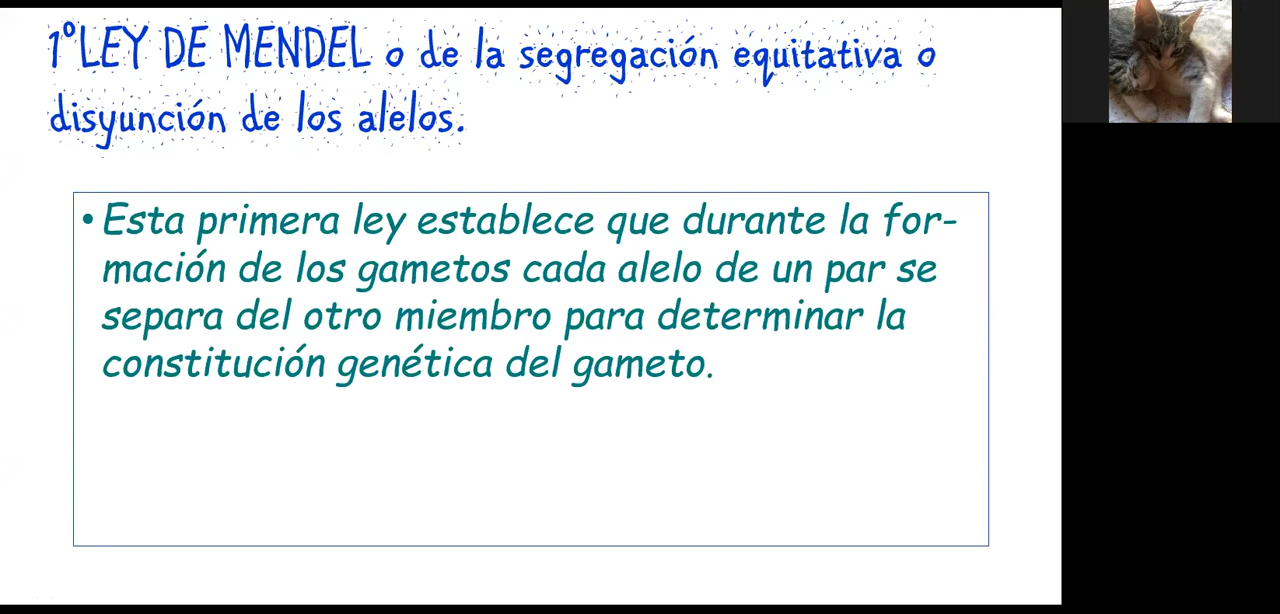 1ºLEY DE MENDEL o de la segregación equitativa o
disyunción de los alelos.
• Esta primera ley establece que durante la for-
mación de los gametos cada alelo de un par se
separa del otro miembro para determinar la
constitución genética del gameto.